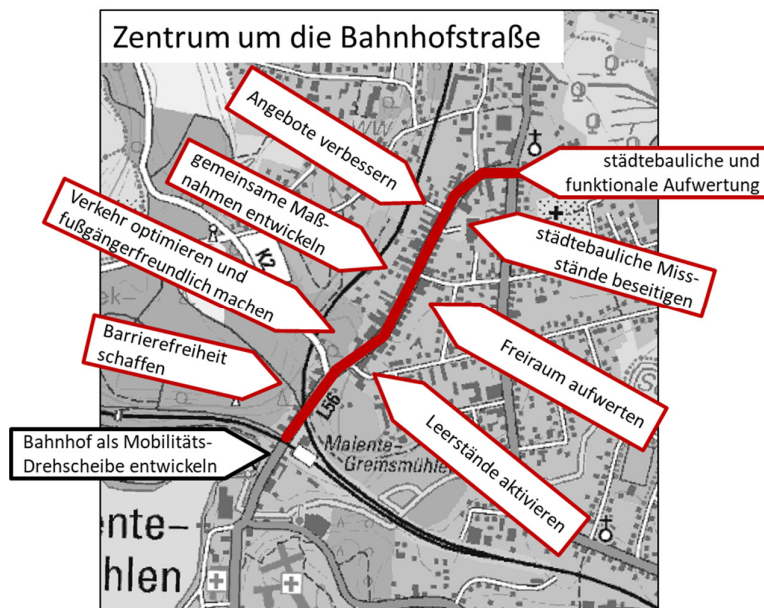 Zentrum um die Bahnhofstraße
Angebote verbessern
gemeinsame Maß-
nahmen entwickeln
Verkehr optimieren und
fußgängerfreundlich machen
Barrierefreiheit
schaffen
Bahnhof als Mobilitäts-
Drehscheibe entwickeln
städtebauliche und
funktionale Aufwertung
städtebauliche Miss-
stände beseitigen
Freiraum aufwerten
Leerstände aktivieren
WW
K2
ek-
L56
Malente-
Gremsmühlen
ente-
hlen